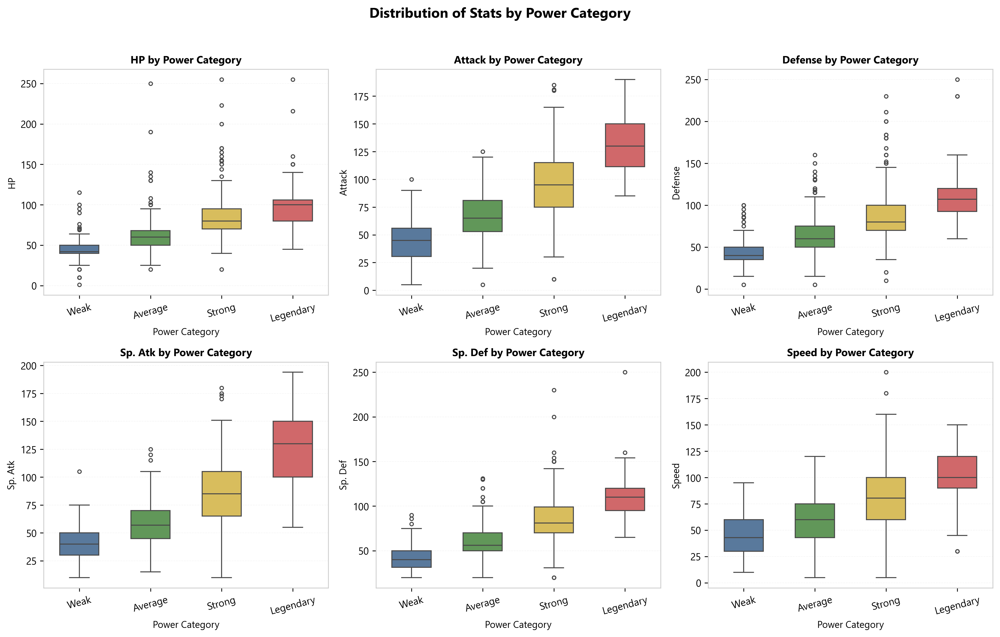 Distribution of Stats by Power Category
HP by Power Category
HP
250
200
150
100
50
0
Weak
Average
Strong
Legendary
Power Category
Attack by Power Category
Attack
175
150
125
100
75
50
25
0
Weak
Average
Strong
Legendary
Power Category
Defense by Power Category
Defense
250
200
150
100
50
0
Weak
Average
Strong
Legendary
Power Category
Sp. Atk by Power Category
Sp. Atk
200
175
150
125
100
75
50
25
Weak
Average
Strong
Legendary
Power Category
Sp. Def by Power Category
Sp. Def
250
200
150
100
50
Weak
Average
Strong
Legendary
Power Category
Speed by Power Category
Speed
200
175
150
125
100
75
50
25
0
Weak
Average
Strong
Legendary
Power Category